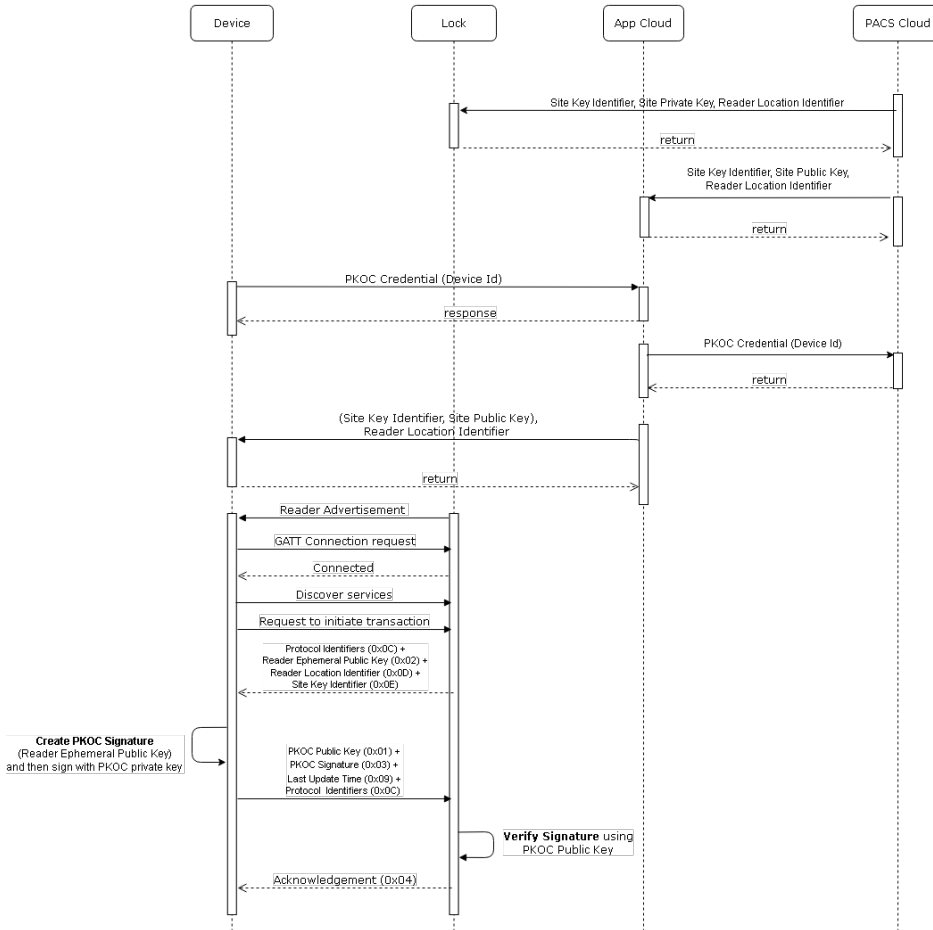 Device
Lock
App Cloud
PACS Cloud
Site Key Identifier, Site Private Key, Reader Location Identifier
return
Site Key Identifier, Site Public Key,
Reader Location Identifier
return
PKOC Credential (Device Id)
response
PKOC Credential (Device Id)
return
(Site Key Identifier, Site Public Key),
Reader Location Identifier
return
Reader Advertisement
GATT Connection request
Connected
Discover services
Request to initiate transaction
Protocol Identifiers (0x0C) +
Reader Ephemeral Public Key (0x02) +
Reader Location Identifier (0x0D) +
Site Key Identifier (0x0E)
Create PKOC Signature
(Reader Ephemeral Public Key)
and then sign with PKOC private key
PKOC Public Key (0x01) +
PKOC Signature (0x03) +
Last Update Time (0x09) +
Protocol Identifiers (0x0C)
Verify Signature using
PKOC Public Key
Acknowledgement (0x04)